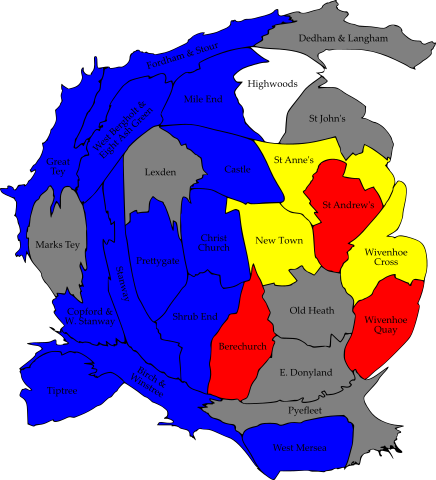 Dedham & Langham
Fordham & Stour
Highwoods
Mile End
West Bergholt &
Eight Ash Green
St John's
St Anne's
Great
Tey
Lexden
Castle
St Andrew's
Marks Tey
Christ
Church
New Town
Prettygate
Wivenhoe
Cross
Stanway
Copford &
W. Stanway
Shrub End
Old Heath
Wivenhoe
Quay
Berechurch
E. Donyland
Tiptree
Birch &
Winstree
Pyefleet
West Mersea